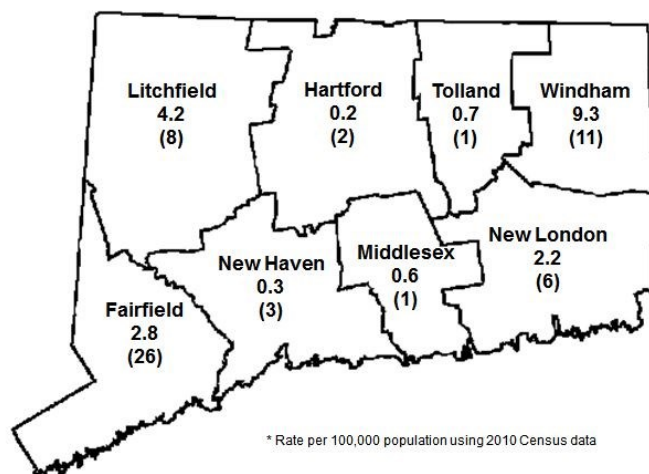 Litchfield
4.2
(8)
Hartford
0.2
(2)
Tolland
0.7
(1)
Windham
9.3
(11)
Fairfield
2.8
(26)
New Haven
0.3
(3)
Middlesex
0.6
(1)
New London
2.2
(6)
* Rate per 100,000 population using 2010 Census data